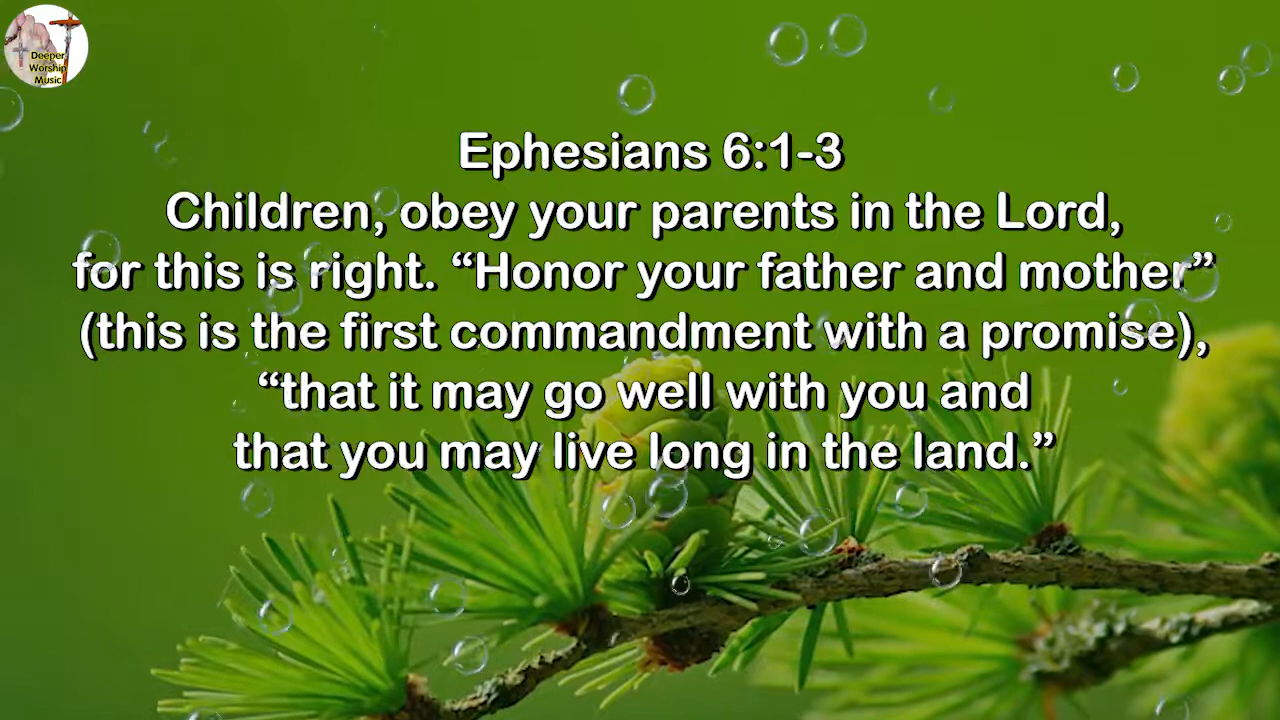 Deeper
Worship
Music
Ephesians 6:1-3
Children, obey your parents in the Lord,
for this is right. “Honor your father and mother”
(this is the first commandment with a promise),
“that it may go well with you and
that you may live long in the land.”